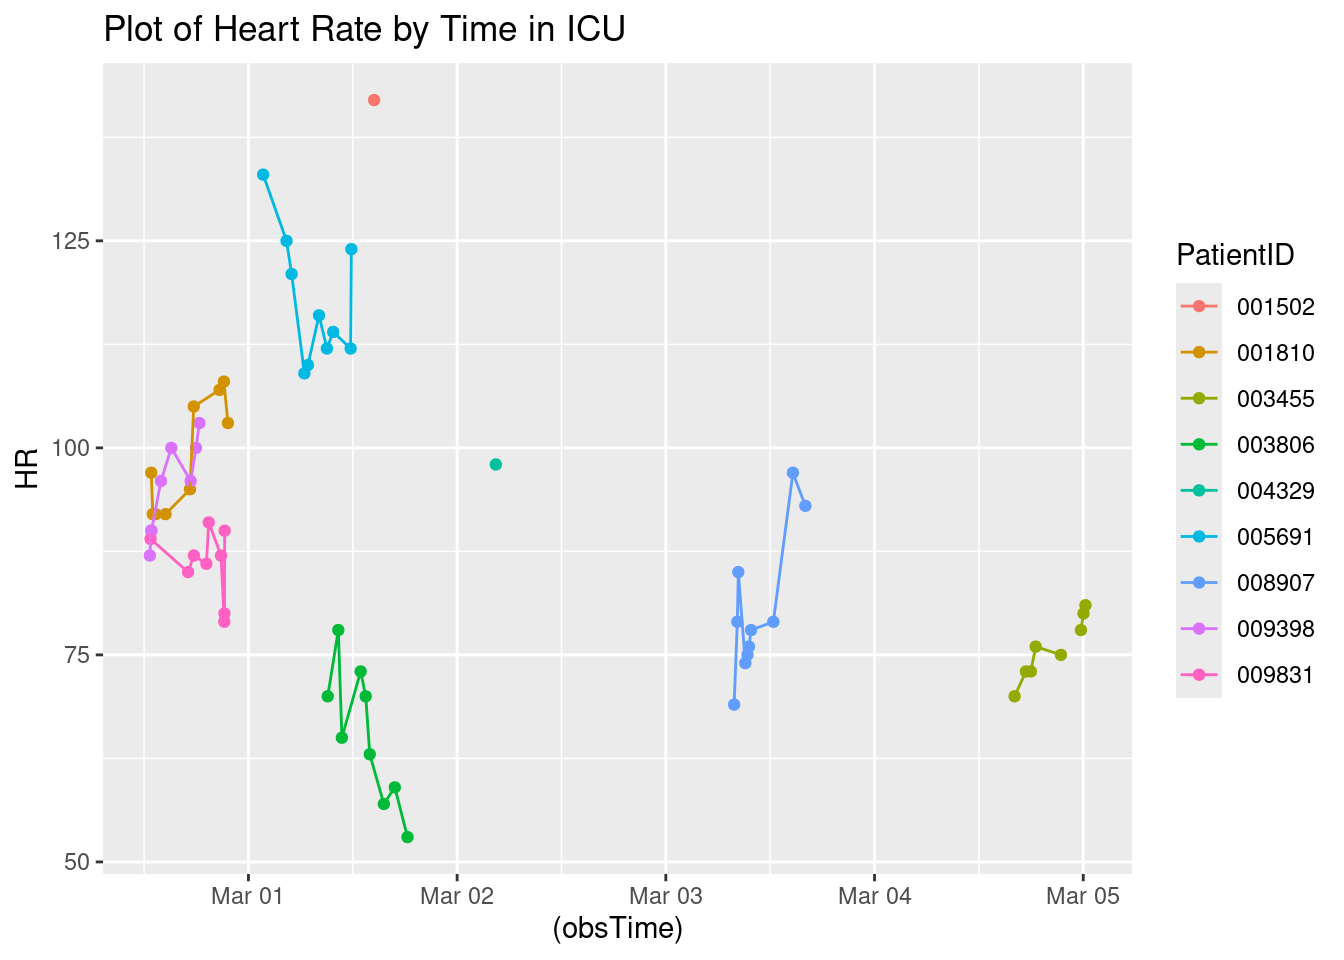 Plot of Heart Rate by Time in ICU
HR
125
100
75
50
Mar 01
Mar 02
Mar 03
Mar 04
Mar 05
(obsTime)
PatientID
001502
001810
003455
003806
004329
005691
008907
009398
009831